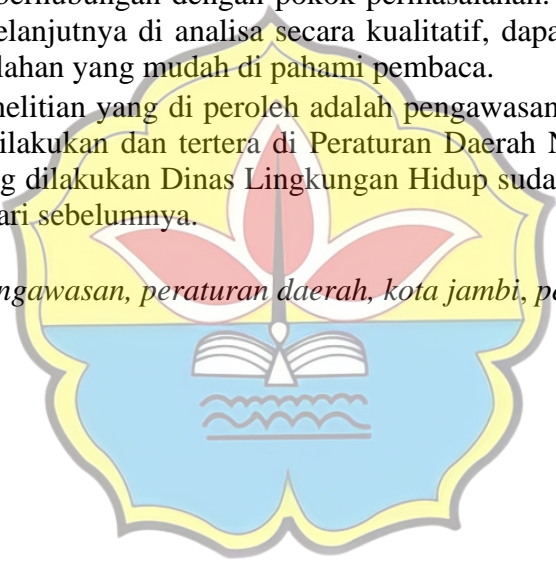 berhubungan dengan pokok permasalahan.
elanjutnya di analisa secara kualitatif, dapa
lahan yang mudah di pahami pembaca.
nelitian yang di peroleh adalah pengawasan
ilakukan dan tertera di Peraturan Daerah N
g dilakukan Dinas Lingkungan Hidup suda
ari sebelumnya.
ngawasan, peraturan daerah, kota jambi, pe